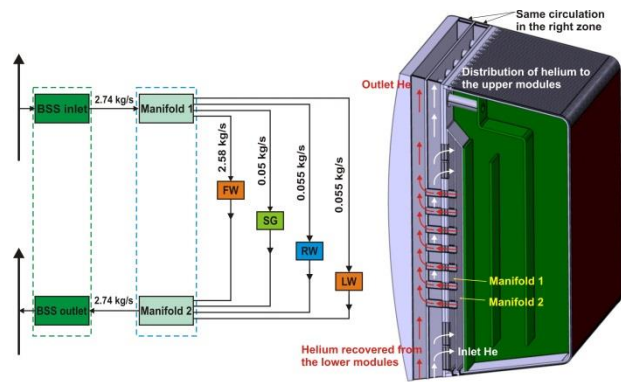 Same circulation
in the right zone
Outlet He
Distribution of helium to
the upper modules
BSS inlet
2.74 kg/s
Manifold 1
2.58 kg/s
0.05 kg/s
0.055 kg/s
0.055 kg/s
FW
SG
RW
LW
BSS outlet
2.74 kg/s
Manifold 2
Manifold 1
Manifold 2
Helium recovered from
the lower modules
Inlet He